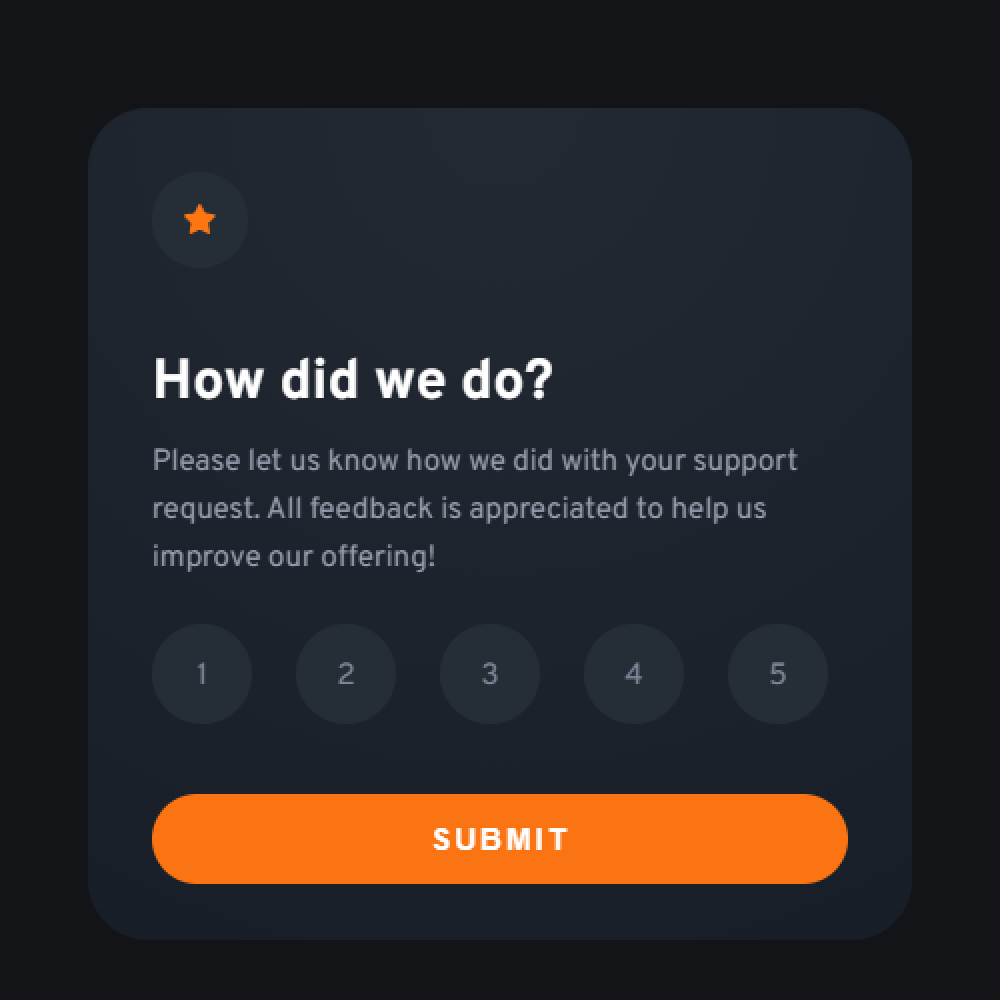 How did we do?
Please let us know how we did with your support
request. All feedback is appreciated to help us
improve our offering!
1 2 3 4 5
SUBMIT